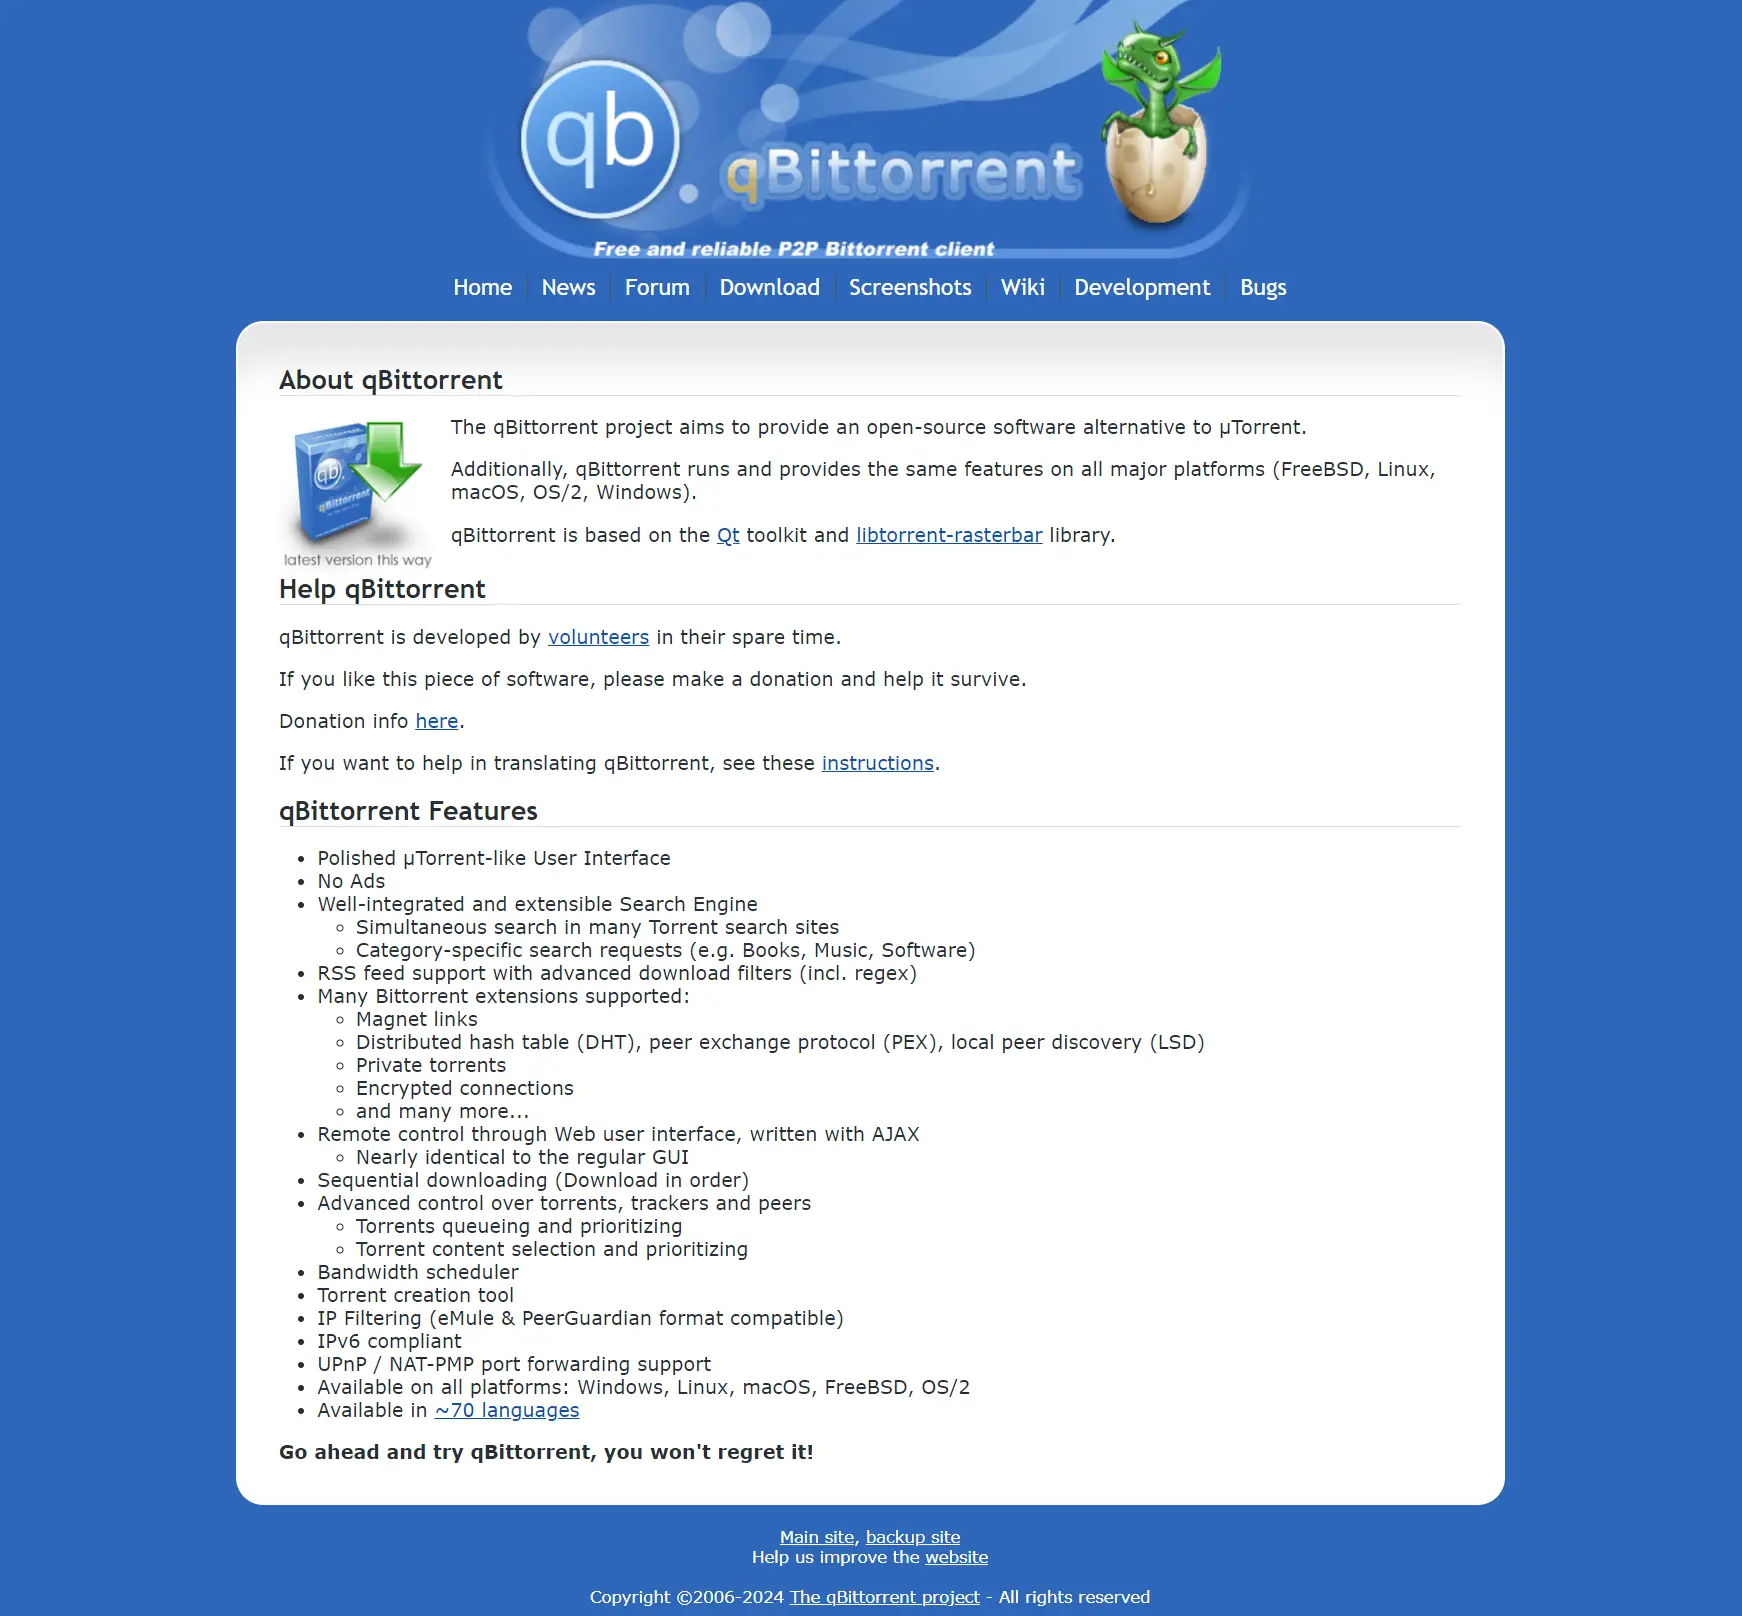 qb
qBittorrent
Free and reliable P2P Bittorrent client
Home News Forum Download Screenshots Wiki Development Bugs
About qBittorrent
qb
qBittorrent
latest version this way
The qBittorrent project aims to provide an open-source software alternative to µTorrent.
Additionally, qBittorrent runs and provides the same features on all major platforms (FreeBSD, Linux,
macOS, OS/2, Windows).
qBittorrent is based on the Qt toolkit and libtorrent-rasterbar library.
Help qBittorrent
qBittorrent is developed by volunteers in their spare time.
If you like this piece of software, please make a donation and help it survive.
Donation info here.
If you want to help in translating qBittorrent, see these instructions.
qBittorrent Features
• Polished µTorrent-like User Interface
• No Ads
• Well-integrated and extensible Search Engine
◦ Simultaneous search in many Torrent search sites
◦ Category-specific search requests (e.g. Books, Music, Software)
• RSS feed support with advanced download filters (incl. regex)
• Many Bittorrent extensions supported:
◦ Magnet links
◦ Distributed hash table (DHT), peer exchange protocol (PEX), local peer discovery (LSD)
◦ Private torrents
◦ Encrypted connections
◦ and many more...
• Remote control through Web user interface, written with AJAX
◦ Nearly identical to the regular GUI
• Sequential downloading (Download in order)
• Advanced control over torrents, trackers and peers
◦ Torrents queueing and prioritizing
◦ Torrent content selection and prioritizing
• Bandwidth scheduler
• Torrent creation tool
• IP Filtering (eMule & PeerGuardian format compatible)
• IPv6 compliant
• UPnP / NAT-PMP port forwarding support
• Available on all platforms: Windows, Linux, macOS, FreeBSD, OS/2
• Available in ~70 languages
Go ahead and try qBittorrent, you won't regret it!
Main site, backup site
Help us improve the website
Copyright ©2006-2024 The qBittorrent project - All rights reserved